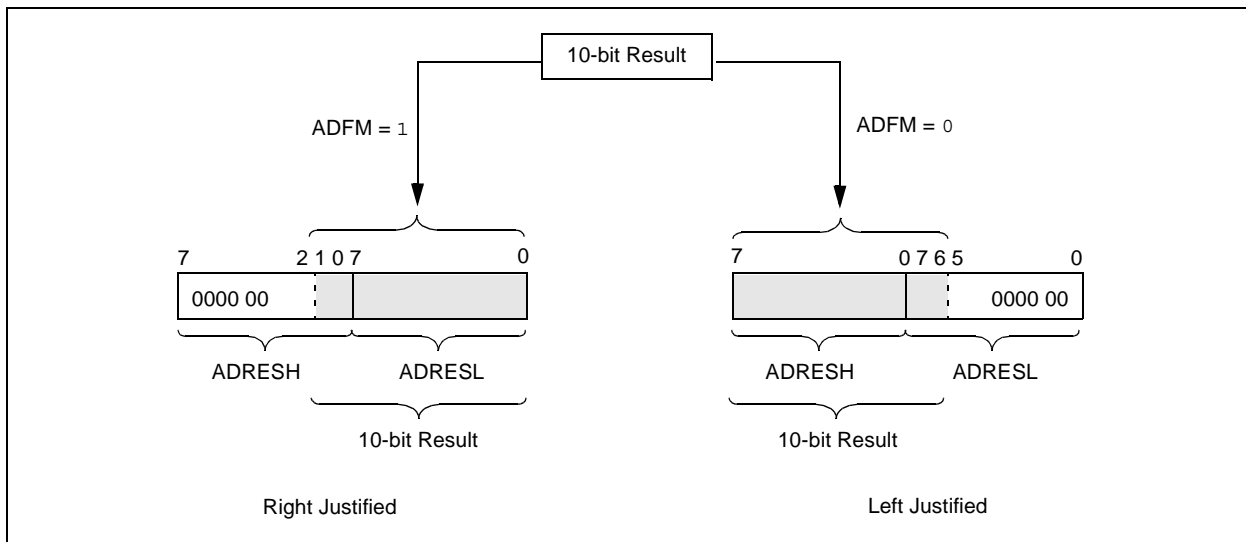 10-bit Result
ADFM = 1
ADFM = 0
7 2 1 0 7 0
7 0 7 6 5 0
0000 00
0000 00
ADRESH ADRESL
ADRESH ADRESL
10-bit Result
10-bit Result
Right Justified
Left Justified